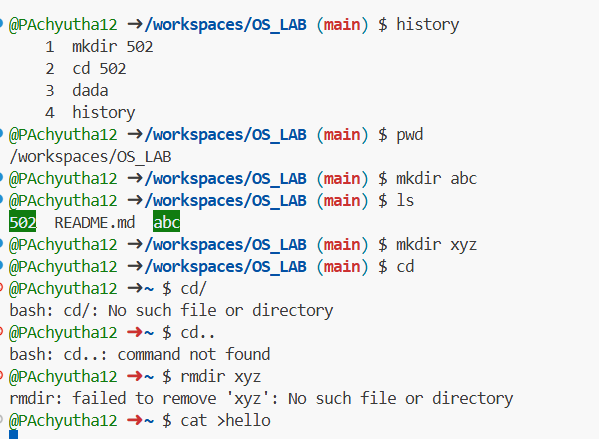 @PAchyutha12 ➜/workspaces/OS_LAB (main) $ history
    1  mkdir 502
    2  cd 502
    3  dada
    4  history
@PAchyutha12 ➜/workspaces/OS_LAB (main) $ pwd
/workspaces/OS_LAB
@PAchyutha12 ➜/workspaces/OS_LAB (main) $ mkdir abc
@PAchyutha12 ➜/workspaces/OS_LAB (main) $ ls
502  README.md  abc
@PAchyutha12 ➜/workspaces/OS_LAB (main) $ mkdir xyz
@PAchyutha12 ➜/workspaces/OS_LAB (main) $ cd
@PAchyutha12 ➜~ $ cd/
bash: cd/: No such file or directory
@PAchyutha12 ➜~ $ cd..
bash: cd..: command not found
@PAchyutha12 ➜~ $ rmdir xyz
rmdir: failed to remove 'xyz': No such file or directory
@PAchyutha12 ➜~ $ cat >hello